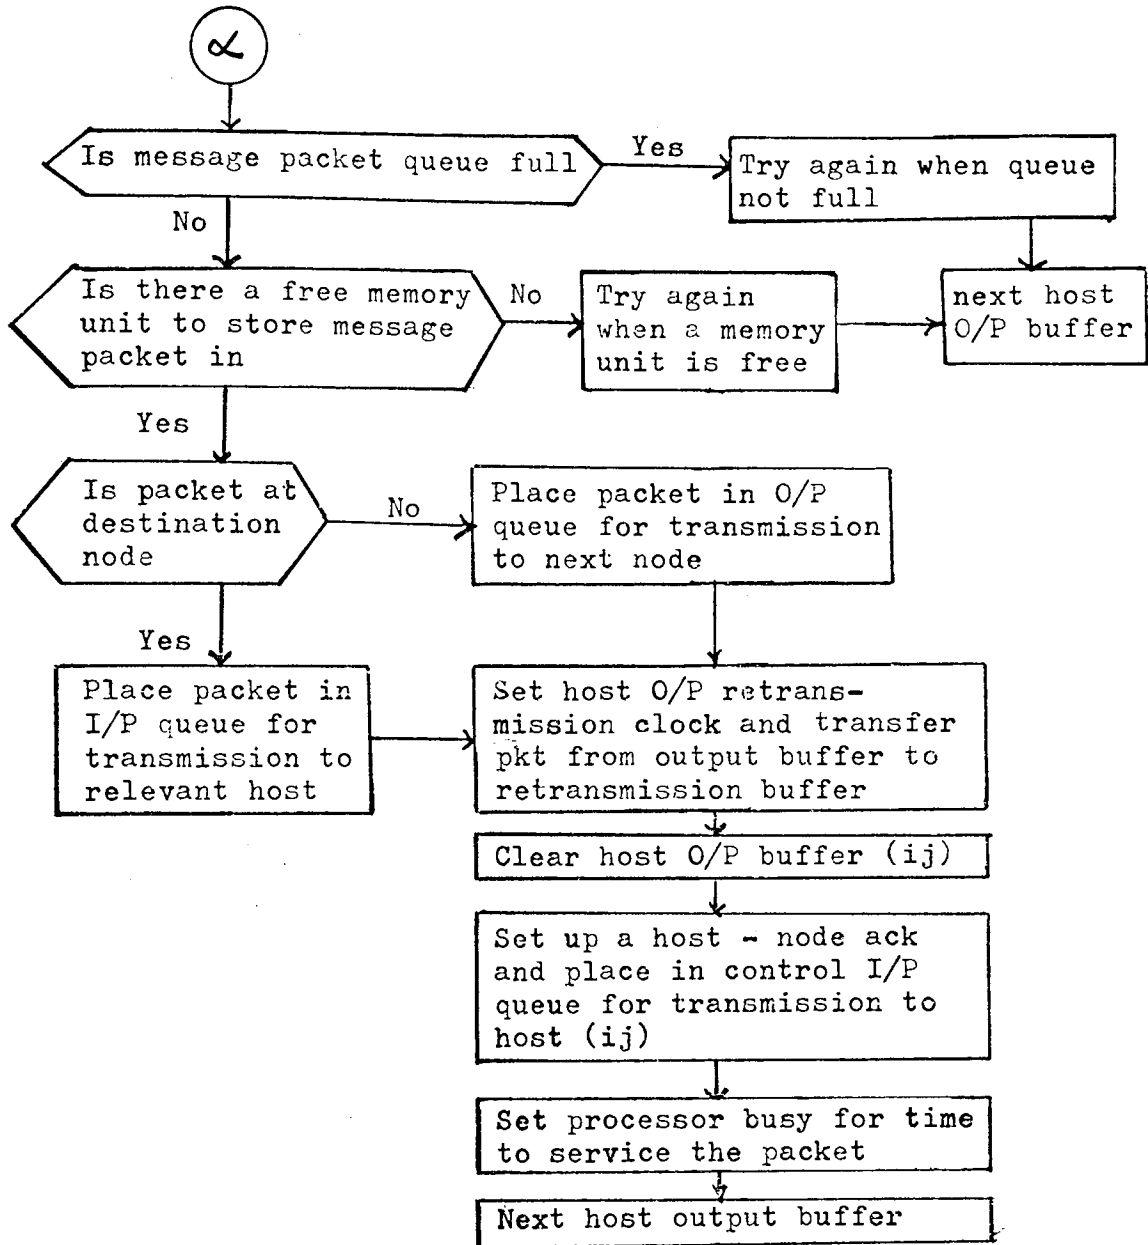 α
Is message packet queue full
Yes
Try again when queue
not full
No
Is there a free memory
unit to store message
packet in
No
Try again
when a memory
unit is free
next host
O/P buffer
Yes
Is packet at
destination
node
No
Place packet in O/P
queue for transmission
to next node
Yes
Place packet in
I/P queue for
transmission to
relevant host
Set host O/P retrans-
mission clock and transfer
pkt from output buffer to
retransmission buffer
Clear host O/P buffer (ij)
Set up a host - node ack
and place in control I/P
queue for transmission to
host (ij)
Set processor busy for time
to service the packet
Next host output buffer